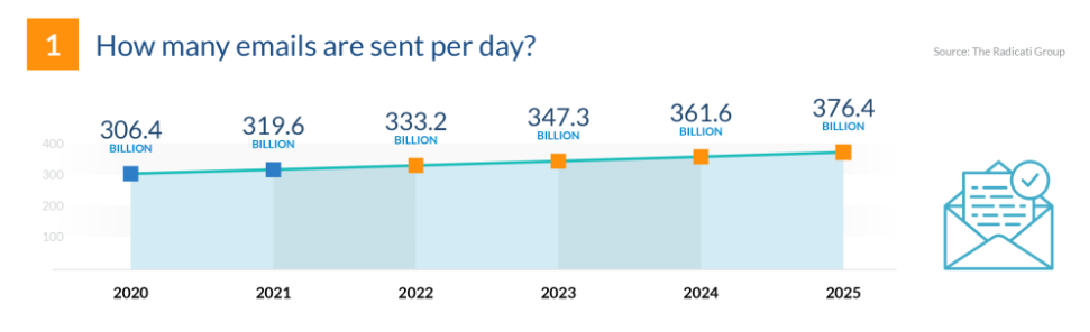 1
How many emails are sent per day?
Source: The Radicati Group
306.4
BILLION
319.6
BILLION
333.2
BILLION
347.3
BILLION
361.6
BILLION
376.4
BILLION
400
300
200
100
2020
2021
2022
2023
2024
2025